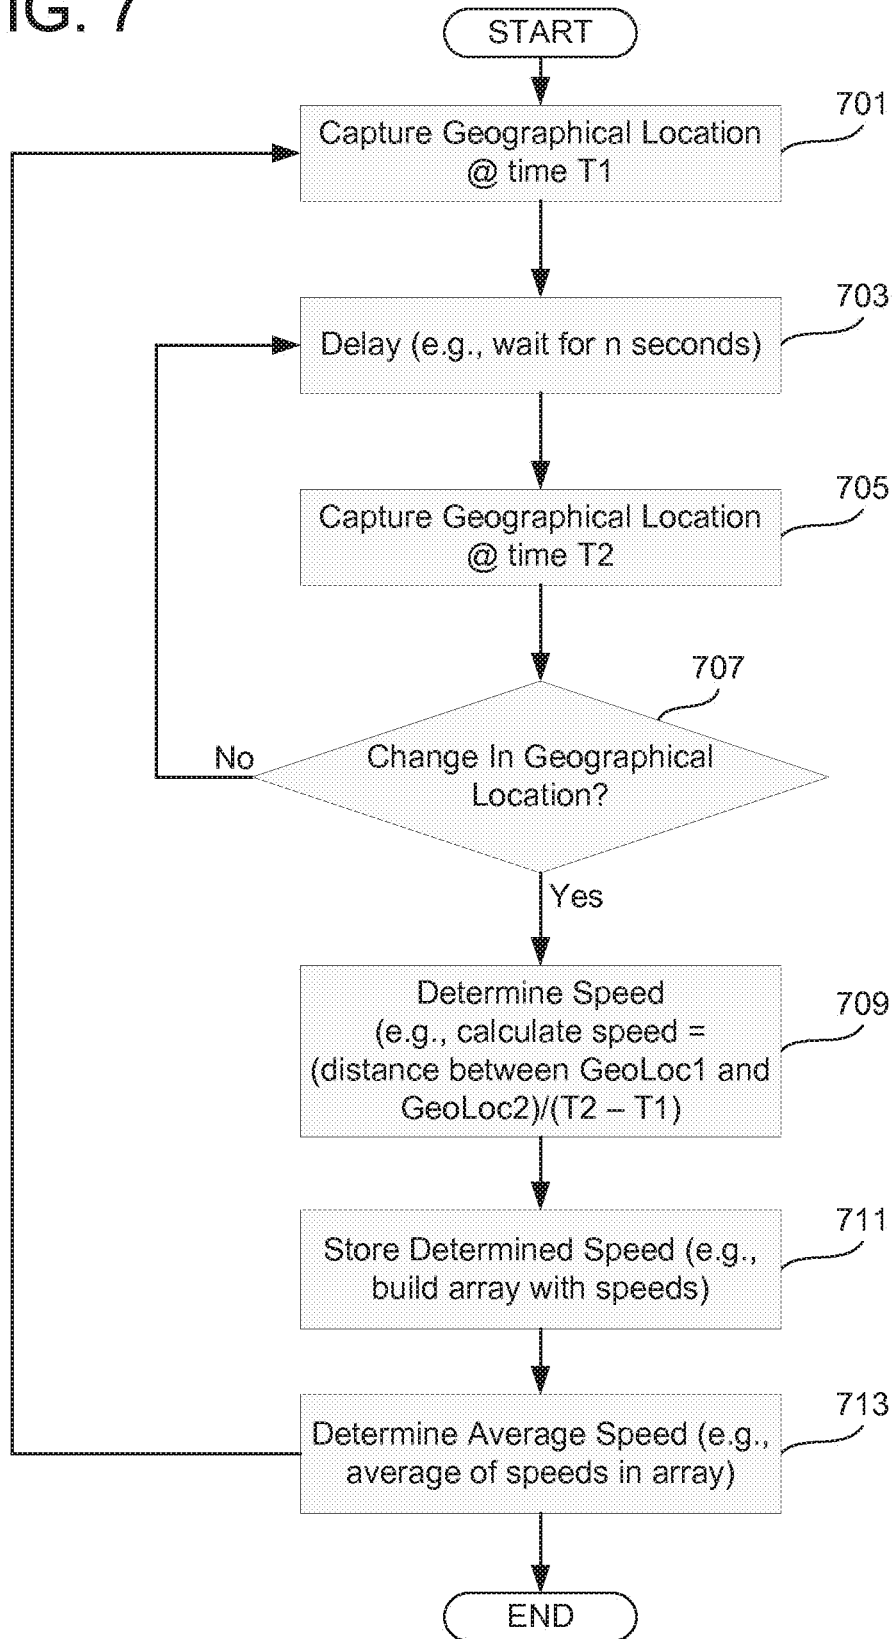 IG. 7
START
701
Capture Geographical Location
@ time T1
703
Delay (e.g., wait for n seconds)
705
Capture Geographical Location
@ time T2
707
Change In Geographical
Location?
No
Yes
Determine Speed
(e.g., calculate speed =
(distance between GeoLoc1 and
GeoLoc2)/(T2 – T1)
709
711
Store Determined Speed (e.g.,
build array with speeds)
713
Determine Average Speed (e.g.,
average of speeds in array)
END